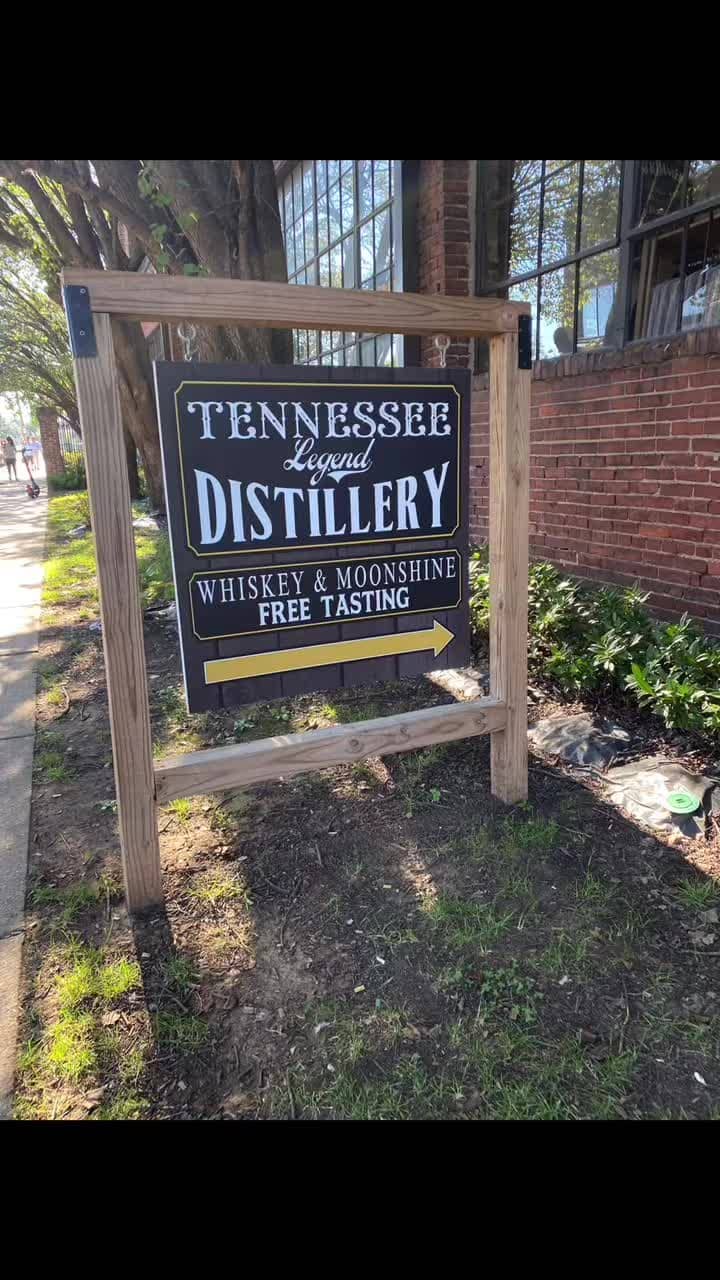 TENNESSEE
Legend
DISTILLERY
WHISKEY & MOONSHINE
FREE TASTING